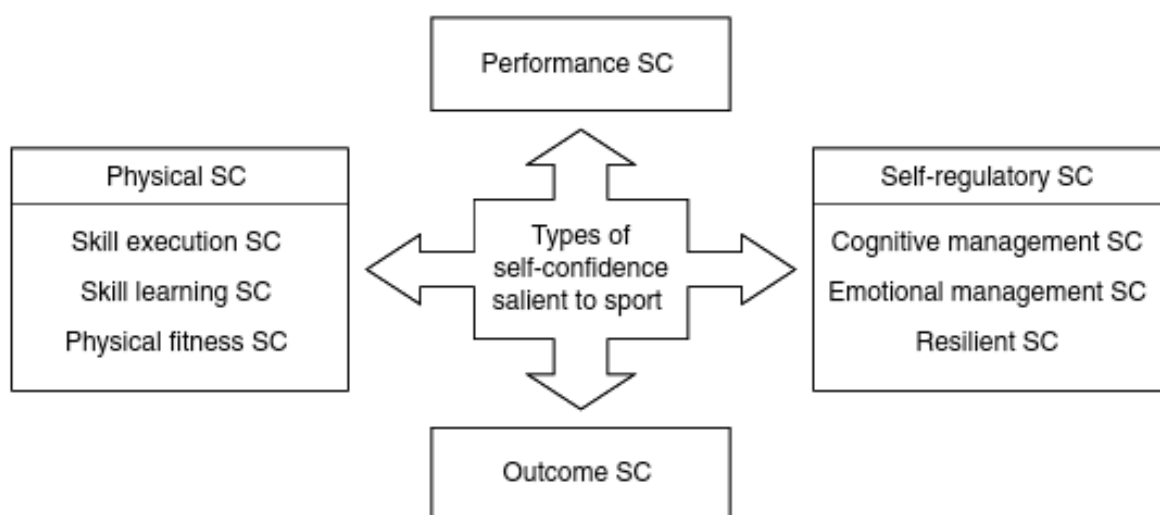 Performance SC
Physical SC
Skill execution SC
Skill learning SC
Physical fitness SC
Types of
self-confidence
salient to sport
Self-regulatory SC
Cognitive management SC
Emotional management SC
Resilient SC
Outcome SC